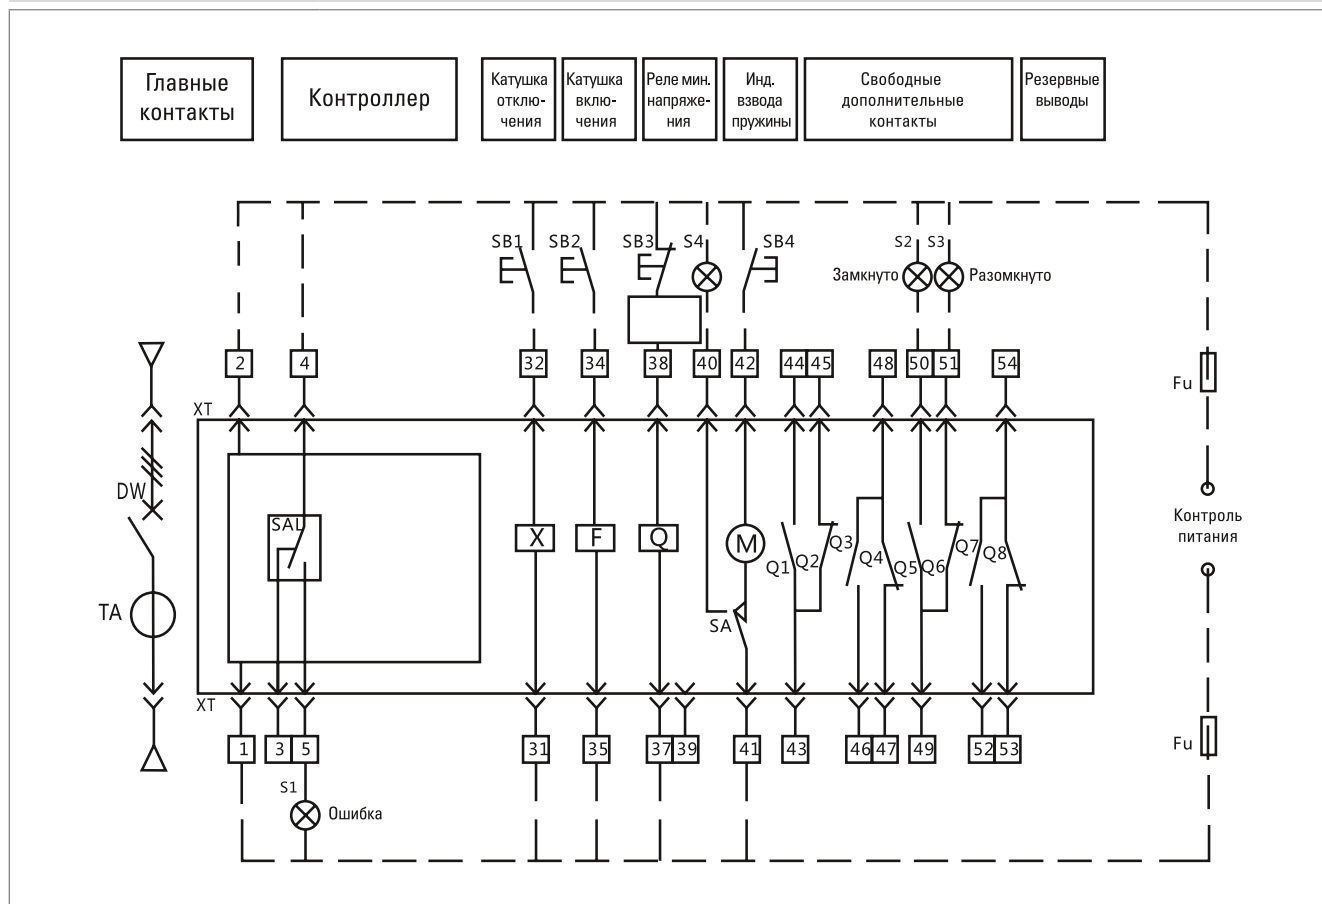 Главные
контакты
Контроллер
Катушка
отклю-
чения
Катушка
вклю-
чения
Реле мин.
напряже-
ния
Инд.
взвода
пружины
Свободные
дополнительные
контакты
Резервные
выводы
SB1
SB2
SB3
S4
SB4
S2
S3
Замкнуто
Разомкнуто
2
4
32
34
38
40
42
44
45
48
50
51
54
Fu
XT
DW
SAL
X
F
Q
M
Q1
Q2
Q3
Q4
Q5
Q6
Q7
Q8
Контроль
питания
TA
SA
XT
1
3
5
31
35
37
39
41
43
46
47
49
52
53
Fu
S1
Ошибка